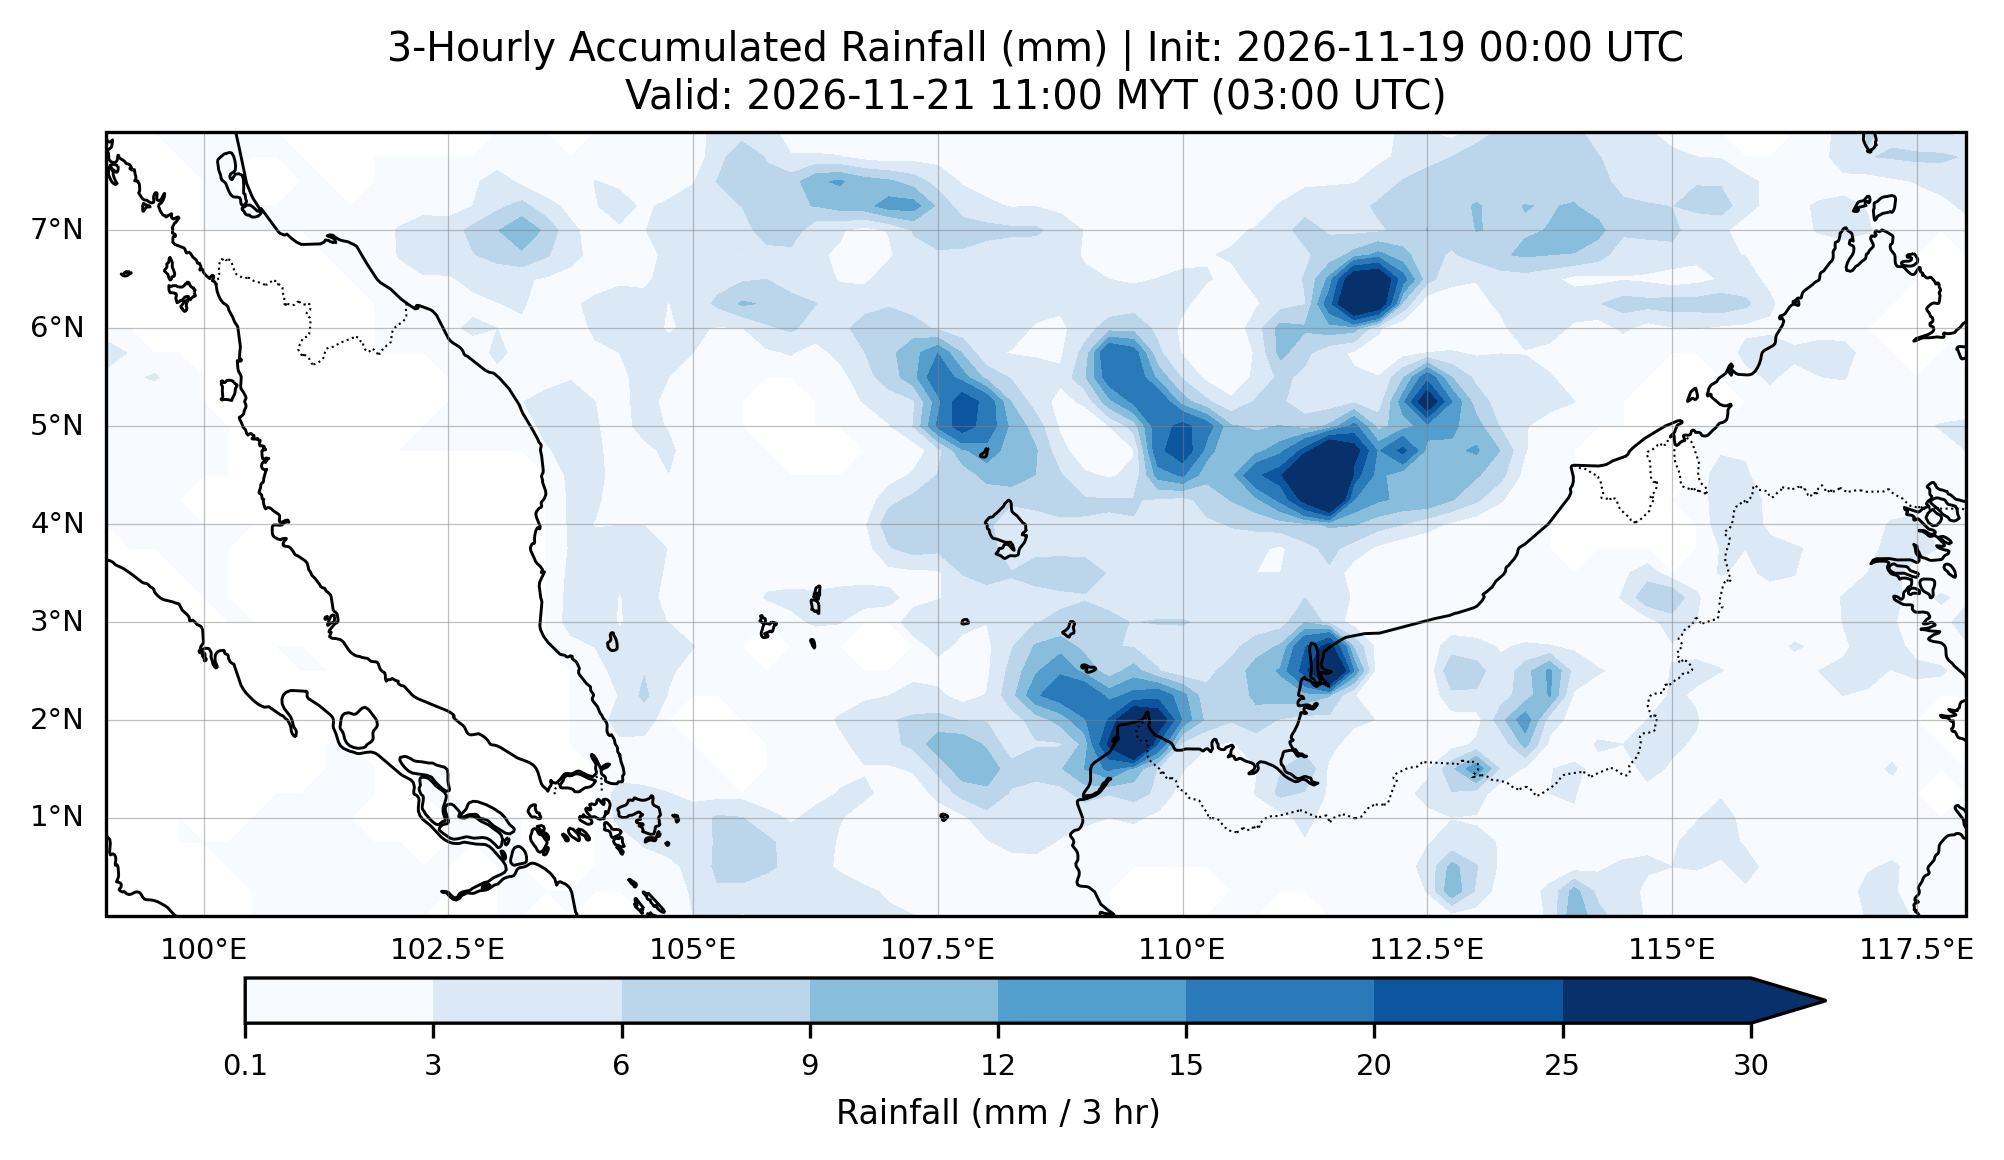 3-Hourly Accumulated Rainfall (mm) | Init: 2026-11-19 00:00 UTC
Valid: 2026-11-21 11:00 MYT (03:00 UTC)
7°N
6°N
5°N
4°N
3°N
2°N
1°N
100°E 102.5°E 105°E 107.5°E 110°E 112.5°E 115°E 117.5°E
0.1 3 6 9 12 15 20 25 30
Rainfall (mm / 3 hr)